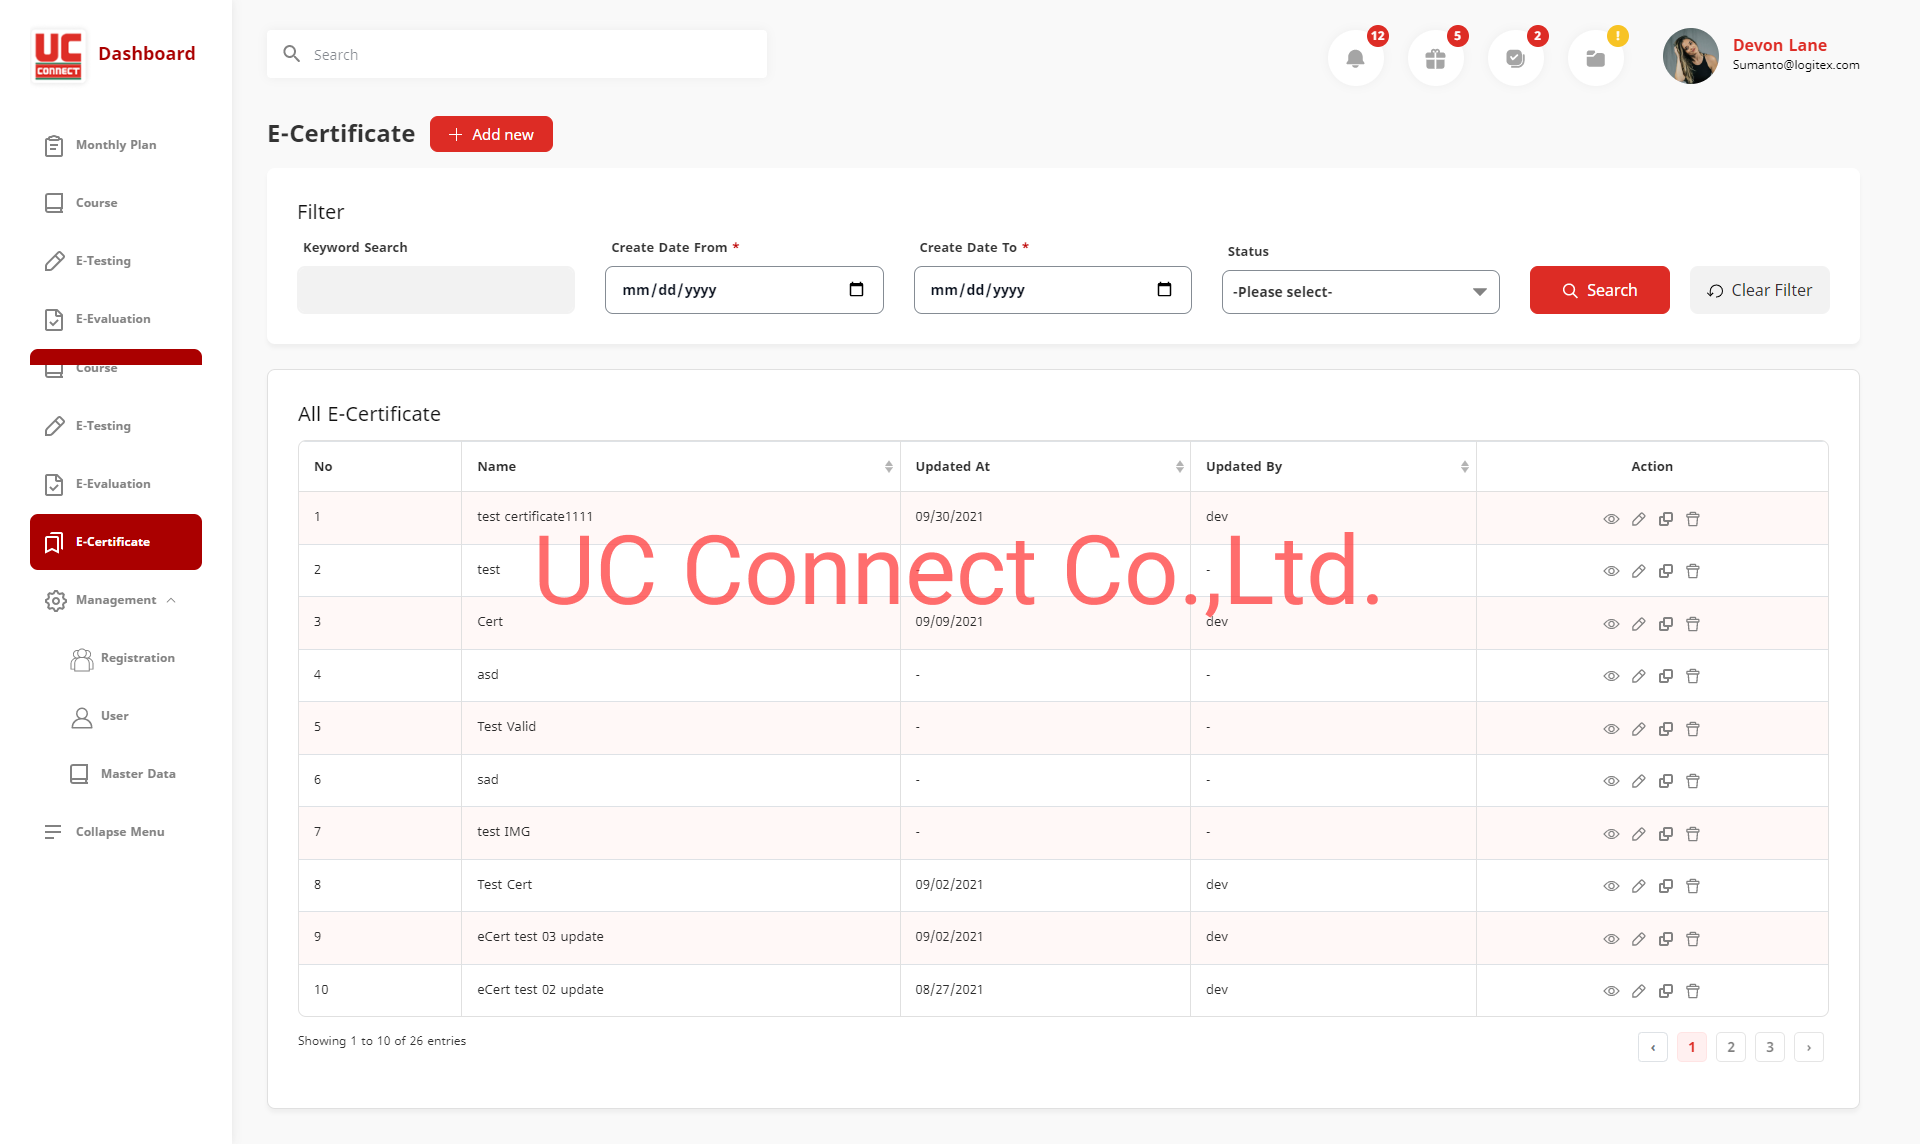 UC
CONNECT
Dashboard
Search
12
5
2
!
Devon Lane
Sumanto@logitex.com
Monthly Plan
Course
E-Testing
E-Evaluation
Course
E-Testing
E-Evaluation
E-Certificate
Management
Registration
User
Master Data
Collapse Menu
E-Certificate
+ Add new
Filter
Keyword Search
Create Date From *
Create Date To *
Status
mm/dd/yyyy
mm/dd/yyyy
-Please select-
Search
Clear Filter
All E-Certificate
No Name Updated At Updated By Action
1 test certificate1111 09/30/2021 dev
2 test - -
3 Cert 09/09/2021 dev
4 asd - -
5 Test Valid - -
6 sad - -
7 test IMG - -
8 Test Cert 09/02/2021 dev
9 eCert test 03 update 09/02/2021 dev
10 eCert test 02 update 08/27/2021 dev
UC Connect Co.,Ltd.
Showing 1 to 10 of 26 entries
‹ 1 2 3 ›